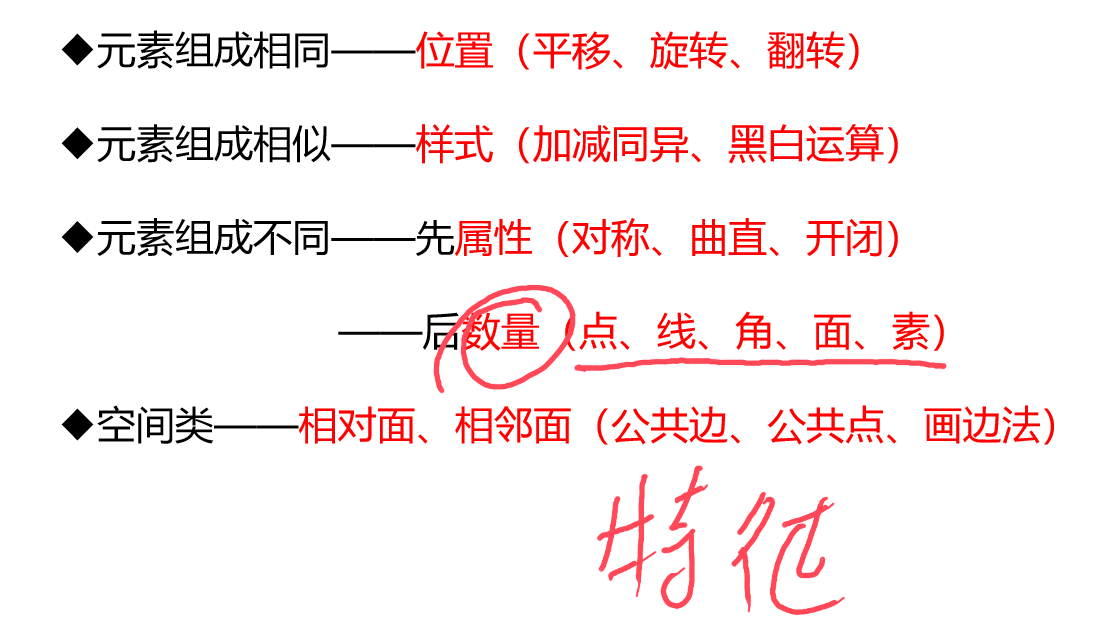 ◆元素组成相同——位置（平移、旋转、翻转）
◆元素组成相似——样式（加减同异、黑白运算）
◆元素组成不同——先属性（对称、曲直、开闭）
——后数量（点、线、角、面、素）
◆空间类——相对面、相邻面（公共边、公共点、画边法）
特征